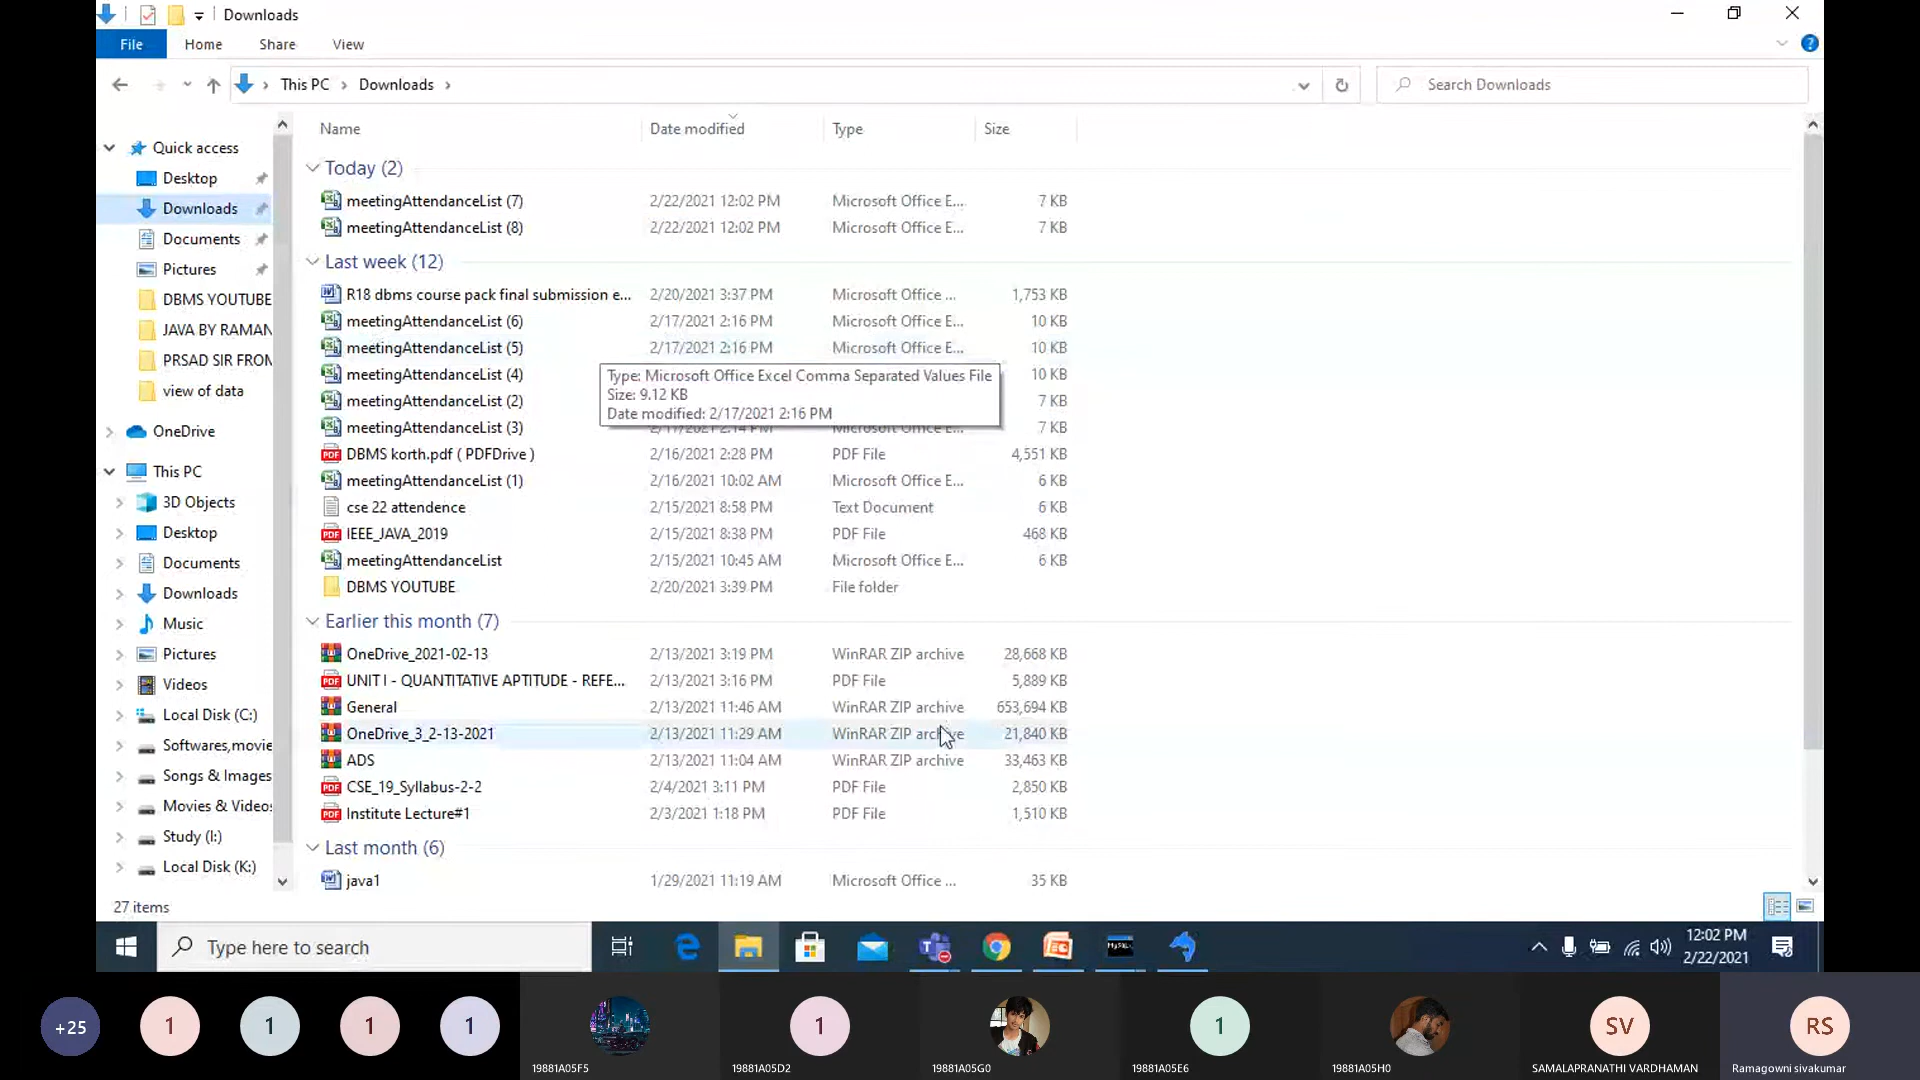 Downloads
File Home Share View
This PC Downloads
Search Downloads
Name Date modified Type Size
Quick access
Desktop
Downloads
Documents
Pictures
DBMS YOUTUBE
JAVA BY RAMAN
PRSAD SIR FROM
view of data
OneDrive
This PC
3D Objects
Desktop
Documents
Downloads
Music
Pictures
Videos
Local Disk (C:)
Softwares,movie
Songs & Images
Movies & Videos
Study (I:)
Local Disk (K:)
Today (2)
meetingAttendanceList (7) 2/22/2021 12:02 PM Microsoft Office E... 7 KB
meetingAttendanceList (8) 2/22/2021 12:02 PM Microsoft Office E... 7 KB
Last week (12)
R18 dbms course pack final submission e... 2/20/2021 3:37 PM Microsoft Office ... 1,753 KB
meetingAttendanceList (6) 2/17/2021 2:16 PM Microsoft Office E... 10 KB
meetingAttendanceList (5) 2/17/2021 2:16 PM Microsoft Office E... 10 KB
meetingAttendanceList (4) 10 KB
meetingAttendanceList (2) 7 KB
meetingAttendanceList (3) 2/17/2021 2:14 PM Microsoft Office E... 7 KB
Type: Microsoft Office Excel Comma Separated Values File
Size: 9.12 KB
Date modified: 2/17/2021 2:16 PM
DBMS korth.pdf ( PDFDrive ) 2/16/2021 2:28 PM PDF File 4,551 KB
meetingAttendanceList (1) 2/16/2021 10:02 AM Microsoft Office E... 6 KB
cse 22 attendence 2/15/2021 8:58 PM Text Document 6 KB
IEEE_JAVA_2019 2/15/2021 8:38 PM PDF File 468 KB
meetingAttendanceList 2/15/2021 10:45 AM Microsoft Office E... 6 KB
DBMS YOUTUBE 2/20/2021 3:39 PM File folder
Earlier this month (7)
OneDrive_2021-02-13 2/13/2021 3:19 PM WinRAR ZIP archive 28,668 KB
UNIT I - QUANTITATIVE APTITUDE - REFE... 2/13/2021 3:16 PM PDF File 5,889 KB
General 2/13/2021 11:46 AM WinRAR ZIP archive 653,694 KB
OneDrive_3_2-13-2021 2/13/2021 11:29 AM WinRAR ZIP archive 21,840 KB
ADS 2/13/2021 11:04 AM WinRAR ZIP archive 33,463 KB
CSE_19_Syllabus-2-2 2/4/2021 3:11 PM PDF File 2,850 KB
Institute Lecture#1 2/3/2021 1:18 PM PDF File 1,510 KB
Last month (6)
java1 1/29/2021 11:19 AM Microsoft Office ... 35 KB
27 items
Type here to search
12:02 PM
2/22/2021
+25 1 1 1 1 1 1 SV RS
19881A05F5 19881A05D2 19881A05G0 19881A05E6 19881A05H0 SAMALAPRANATHI VARDHAMAN Ramagowni sivakumar